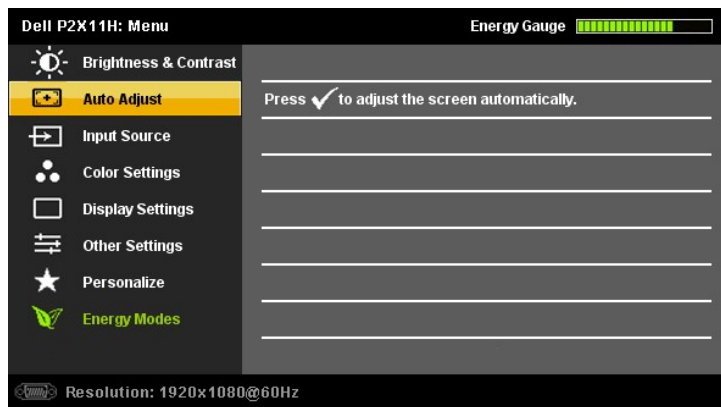 Dell P2X11H: Menu
Energy Gauge
Brightness & Contrast
Auto Adjust
Press ✓ to adjust the screen automatically.
Input Source
Color Settings
Display Settings
Other Settings
Personalize
Energy Modes
Resolution: 1920x1080@60Hz